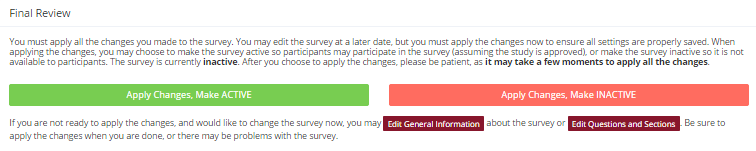 Final Review
You must apply all the changes you made to the survey. You may edit the survey at a later date, but you must apply the changes now to ensure all settings are properly saved. When
applying the changes, you may choose to make the survey active so participants may participate in the survey (assuming the study is approved), or make the survey inactive so it is not
available to participants. The survey is currently inactive. After you choose to apply the changes, please be patient, as it may take a few moments to apply all the changes.
Apply Changes, Make ACTIVE
Apply Changes, Make INACTIVE
If you are not ready to apply the changes, and would like to change the survey now, you may Edit General Information about the survey or Edit Questions and Sections . Be sure to
apply the changes when you are done, or there may be problems with the survey.